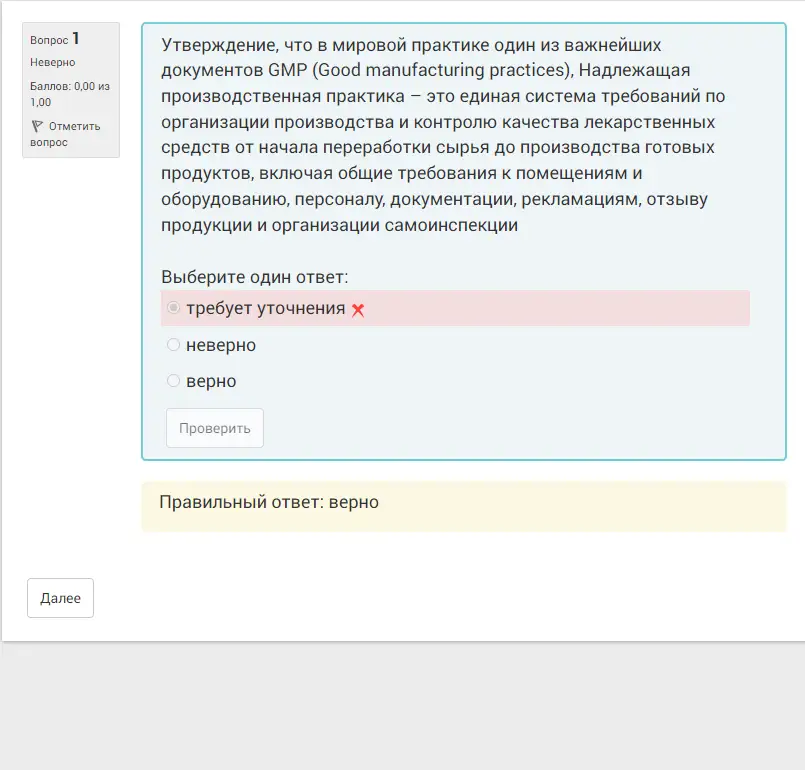 Вопрос 1
Неверно
Баллов: 0,00 из
1,00
Отметить
вопрос
Утверждение, что в мировой практике один из важнейших
документов GMP (Good manufacturing practices), Надлежащая
производственная практика – это единая система требований по
организации производства и контролю качества лекарственных
средств от начала переработки сырья до производства готовых
продуктов, включая общие требования к помещениям и
оборудованию, персоналу, документации, рекламациям, отзыву
продукции и организации самоинспекции
Выберите один ответ:
требует уточнения
неверно
верно
Проверить
Правильный ответ: верно
Далее